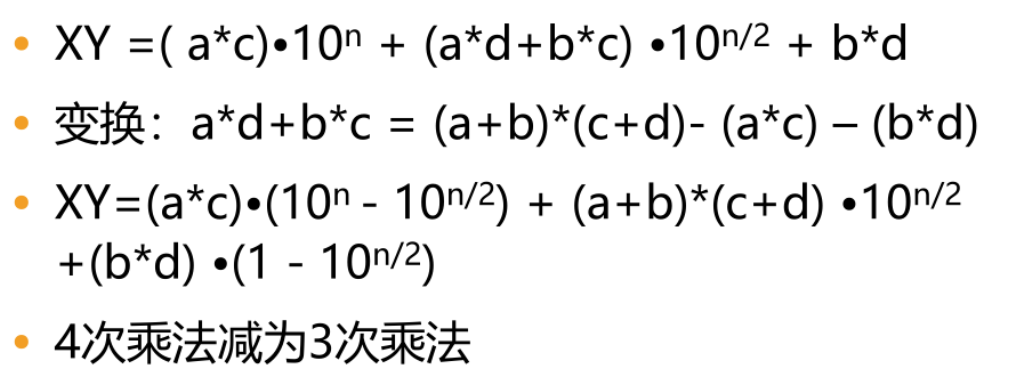 • XY =( a*c)•10ⁿ + (a*d+b*c) •10ⁿ/² + b*d
• 变换：a*d+b*c = (a+b)*(c+d)- (a*c) – (b*d)
• XY=(a*c)•(10ⁿ - 10ⁿ/²) + (a+b)*(c+d) •10ⁿ/²
+(b*d) •(1 - 10ⁿ/²)
• 4次乘法减为3次乘法